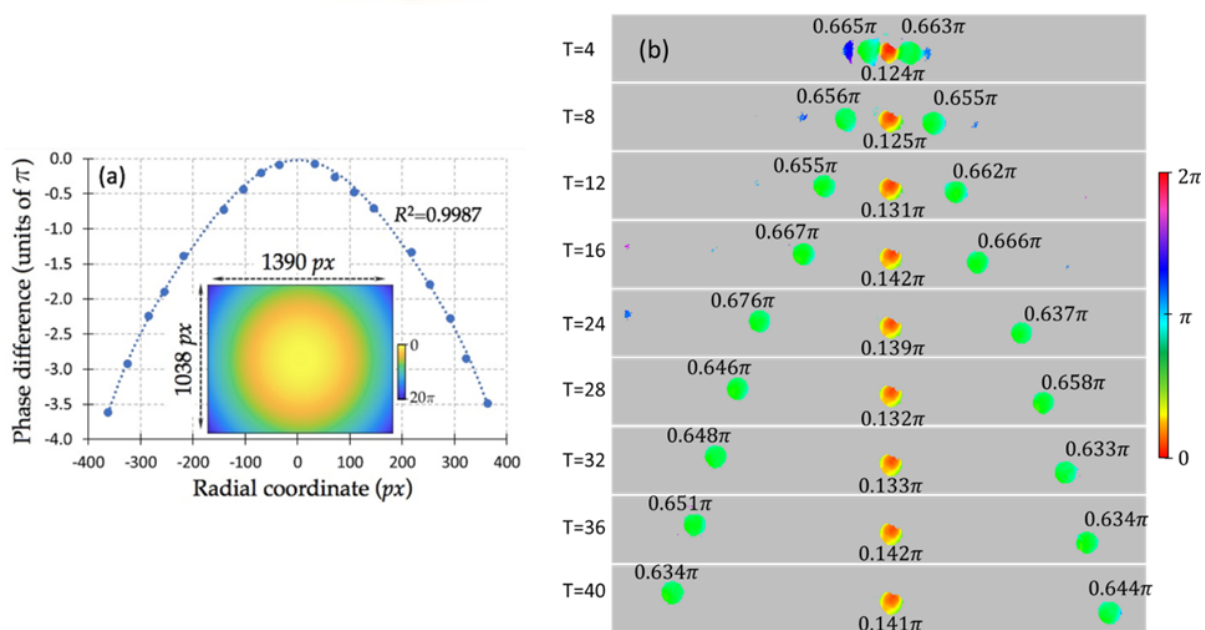 (a)
Phase difference (units of π)
0.0
-0.5
-1.0
-1.5
-2.0
-2.5
-3.0
-3.5
-4.0
R²=0.9987
1390 px
1038 px
0
20π
-400 -300 -200 -100 0 100 200 300 400
Radial coordinate (px)
(b)
T=4
0.665π 0.663π
0.124π
T=8
0.656π 0.655π
0.125π
T=12
0.655π 0.662π
0.131π
T=16
0.667π 0.666π
0.142π
T=24
0.676π 0.637π
0.139π
T=28
0.646π 0.658π
0.132π
T=32
0.648π 0.633π
0.133π
T=36
0.651π 0.634π
0.142π
T=40
0.634π 0.644π
0.141π
2π
π
0